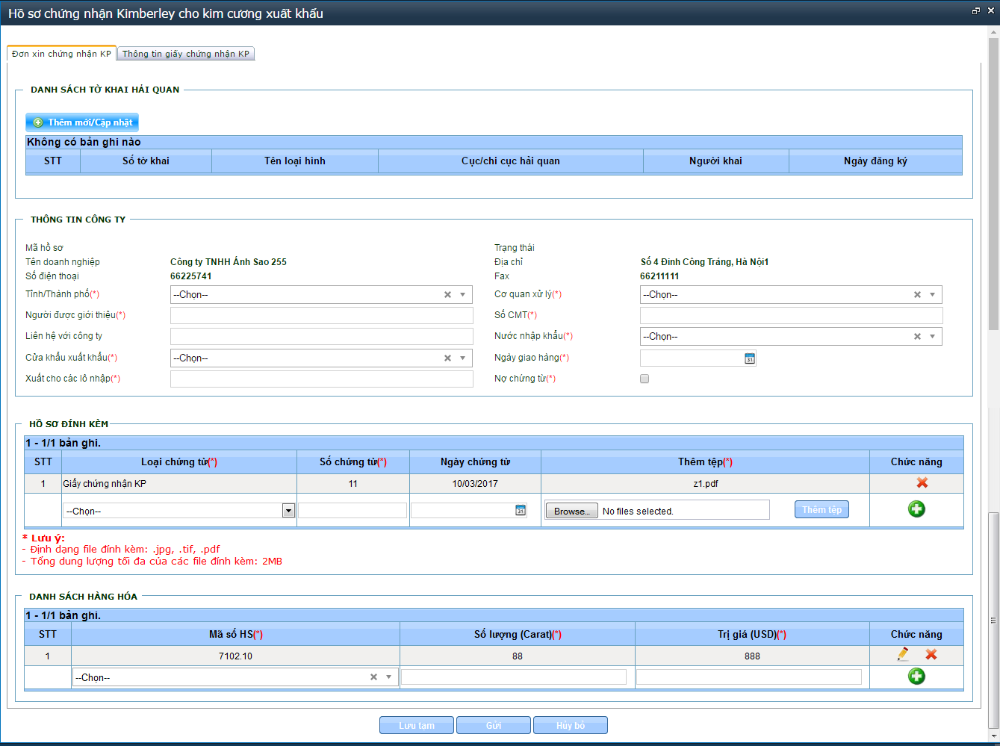 Hồ sơ chứng nhận Kimberley cho kim cương xuất khẩu
Đơn xin chứng nhận KP
Thông tin giấy chứng nhận KP
DANH SÁCH TỜ KHAI HẢI QUAN
Thêm mới/Cập nhật
Không có bản ghi nào
STT Số tờ khai Tên loại hình Cục/chi cục hải quan Người khai Ngày đăng ký
THÔNG TIN CÔNG TY
Mã hồ sơ Trạng thái
Tên doanh nghiệp Công ty TNHH Ánh Sao 255 Địa chỉ Số 4 Đinh Công Tráng, Hà Nội1
Số điện thoại 66225741 Fax 66211111
Tỉnh/Thành phố(*) --Chọn-- Cơ quan xử lý(*) --Chọn--
Người được giới thiệu(*) Số CMT(*)
Liên hệ với công ty Nước nhập khẩu(*) --Chọn--
Cửa khẩu xuất khẩu(*) --Chọn-- Ngày giao hàng(*) 31
Xuất cho các lô nhập(*) Nợ chứng từ(*)
HỒ SƠ ĐÍNH KÈM
1 - 1/1 bản ghi.
STT Loại chứng từ(*) Số chứng từ(*) Ngày chứng từ Thêm tệp(*) Chức năng
1 Giấy chứng nhận KP 11 10/03/2017 z1.pdf
--Chọn-- 31 Browse... No files selected. Thêm tệp
* Lưu ý:
- Định dạng file đính kèm: .jpg, .tif, .pdf
- Tổng dung lượng tối đa của các file đính kèm: 2MB
DANH SÁCH HÀNG HÓA
1 - 1/1 bản ghi.
STT Mã số HS(*) Số lượng (Carat)(*) Trị giá (USD)(*) Chức năng
1 7102.10 88 888
--Chọn--
Lưu tạm Gửi Hủy bỏ